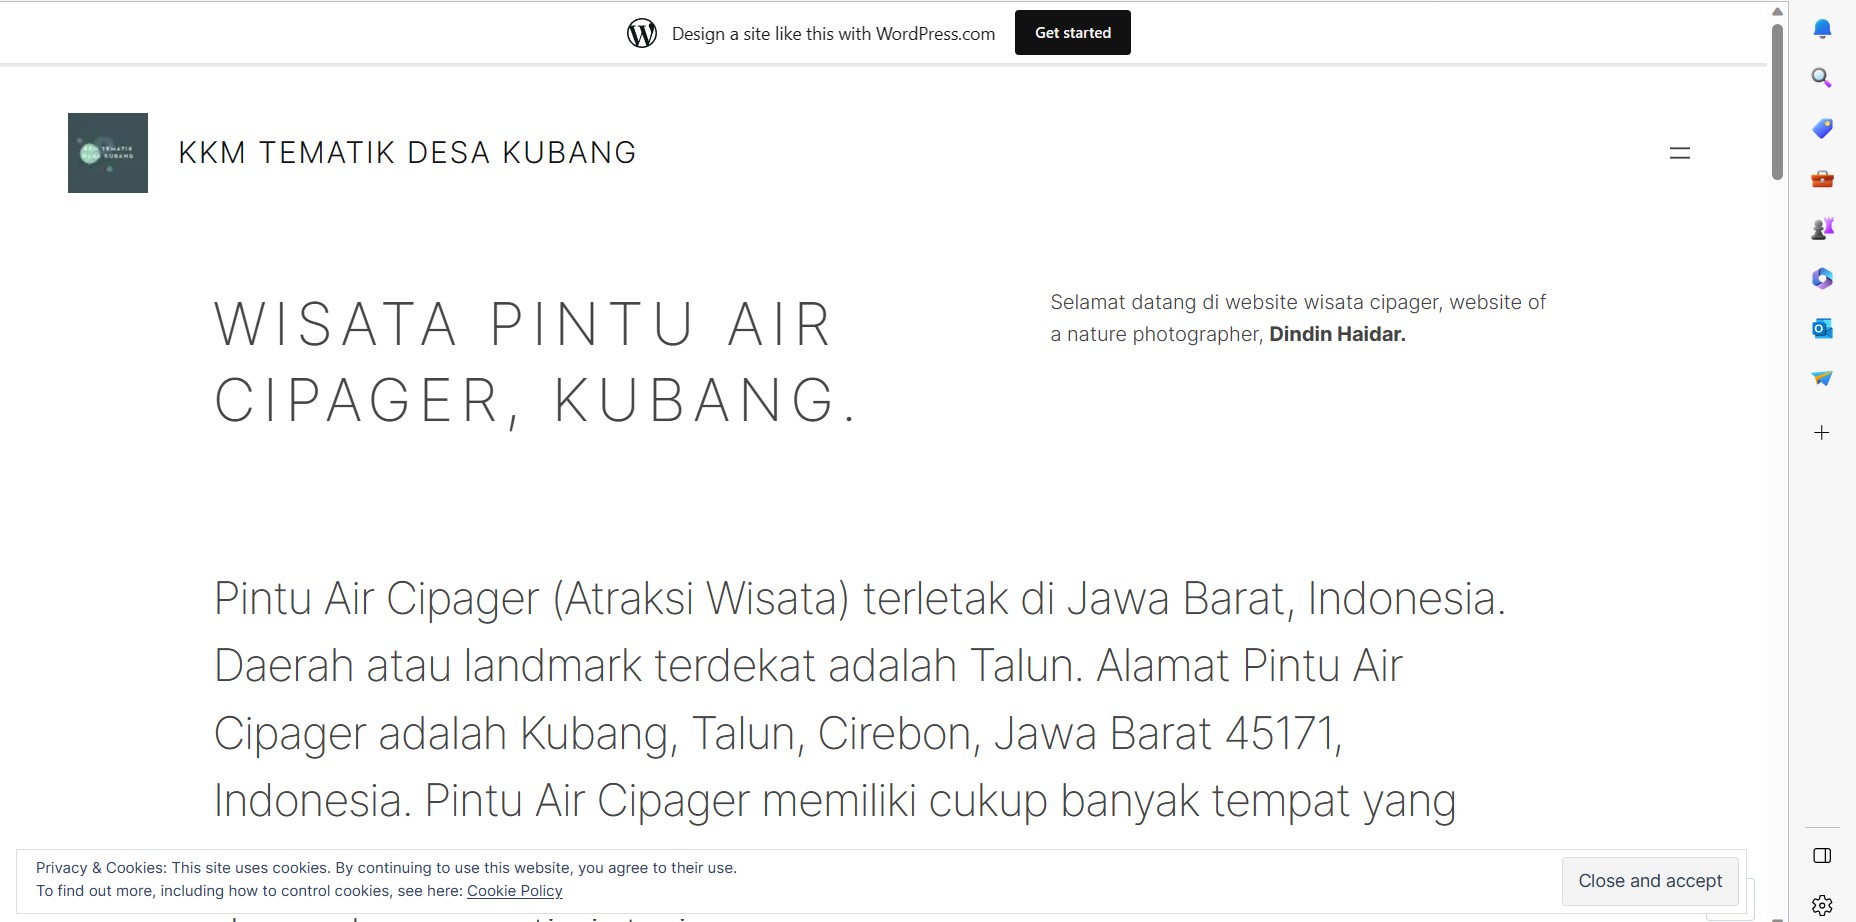 Design a site like this with WordPress.com
Get started
KKM TEMATIK DESA KUBANG
WISATA PINTU AIR
CIPAGER, KUBANG.
Selamat datang di website wisata cipager, website of
a nature photographer, Dindin Haidar.
Pintu Air Cipager (Atraksi Wisata) terletak di Jawa Barat, Indonesia.
Daerah atau landmark terdekat adalah Talun. Alamat Pintu Air
Cipager adalah Kubang, Talun, Cirebon, Jawa Barat 45171,
Indonesia. Pintu Air Cipager memiliki cukup banyak tempat yang
Privacy & Cookies: This site uses cookies. By continuing to use this website, you agree to their use.
To find out more, including how to control cookies, see here: Cookie Policy
Close and accept